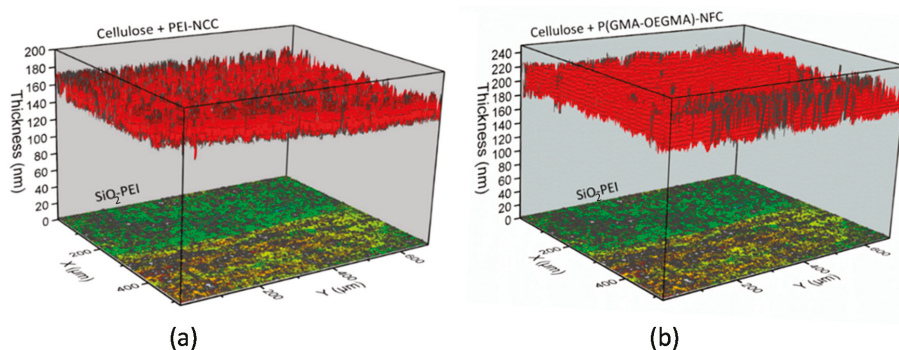 Cellulose + PEI-NCC
200
180
160
140
120
100
80
60
40
20
0
Thickness (nm)
SiO2-PEI
200
400
X (µm)
200
400
600
Y (µm)
(a)
Cellulose + P(GMA-OEGMA)-NFC
240
220
200
180
160
140
120
100
80
60
40
20
0
Thickness (nm)
SiO2-PEI
200
400
X (µm)
200
400
600
Y (µm)
(b)